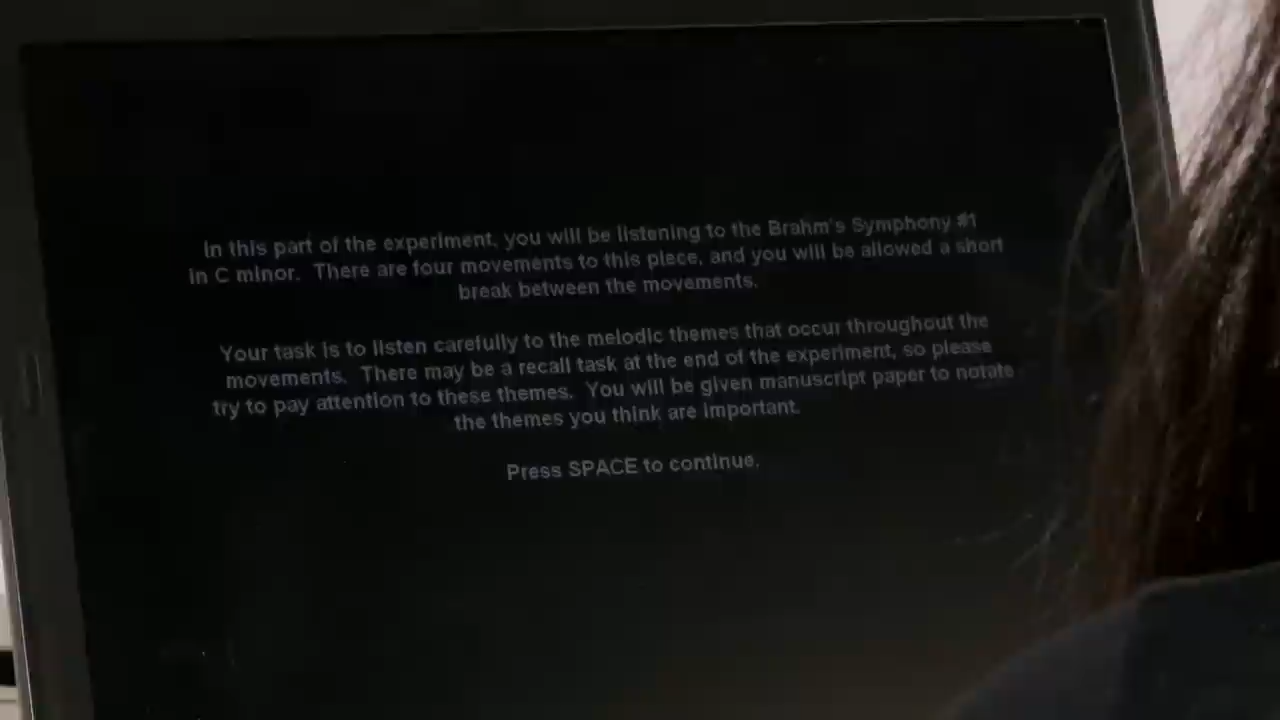 In this part of the experiment, you will be listening to the Brahm's Symphony #1
in C minor.  There are four movements to this piece, and you will be allowed a short
break between the movements.
Your task is to listen carefully to the melodic themes that occur throughout the
movements.  There may be a recall task at the end of the experiment, so please
try to pay attention to these themes.  You will be given manuscript paper to notate
the themes you think are important.
Press SPACE to continue.